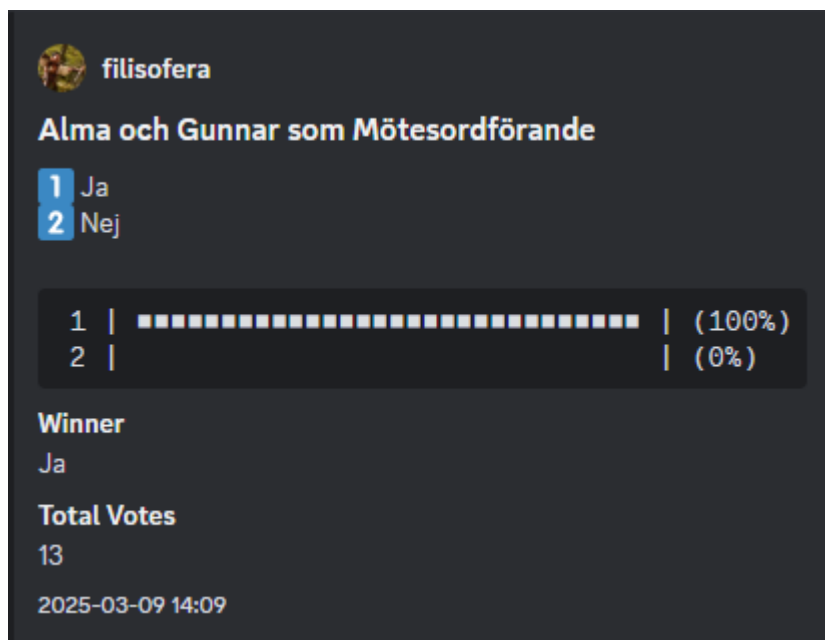 filisofera
Alma och Gunnar som Mötesordförande
1 Ja
2 Nej
1 | ■■■■■■■■■■■■■■■■■■■■■■■■■■■■■■ | (100%)
2 | | (0%)
Winner
Ja
Total Votes
13
2025-03-09 14:09